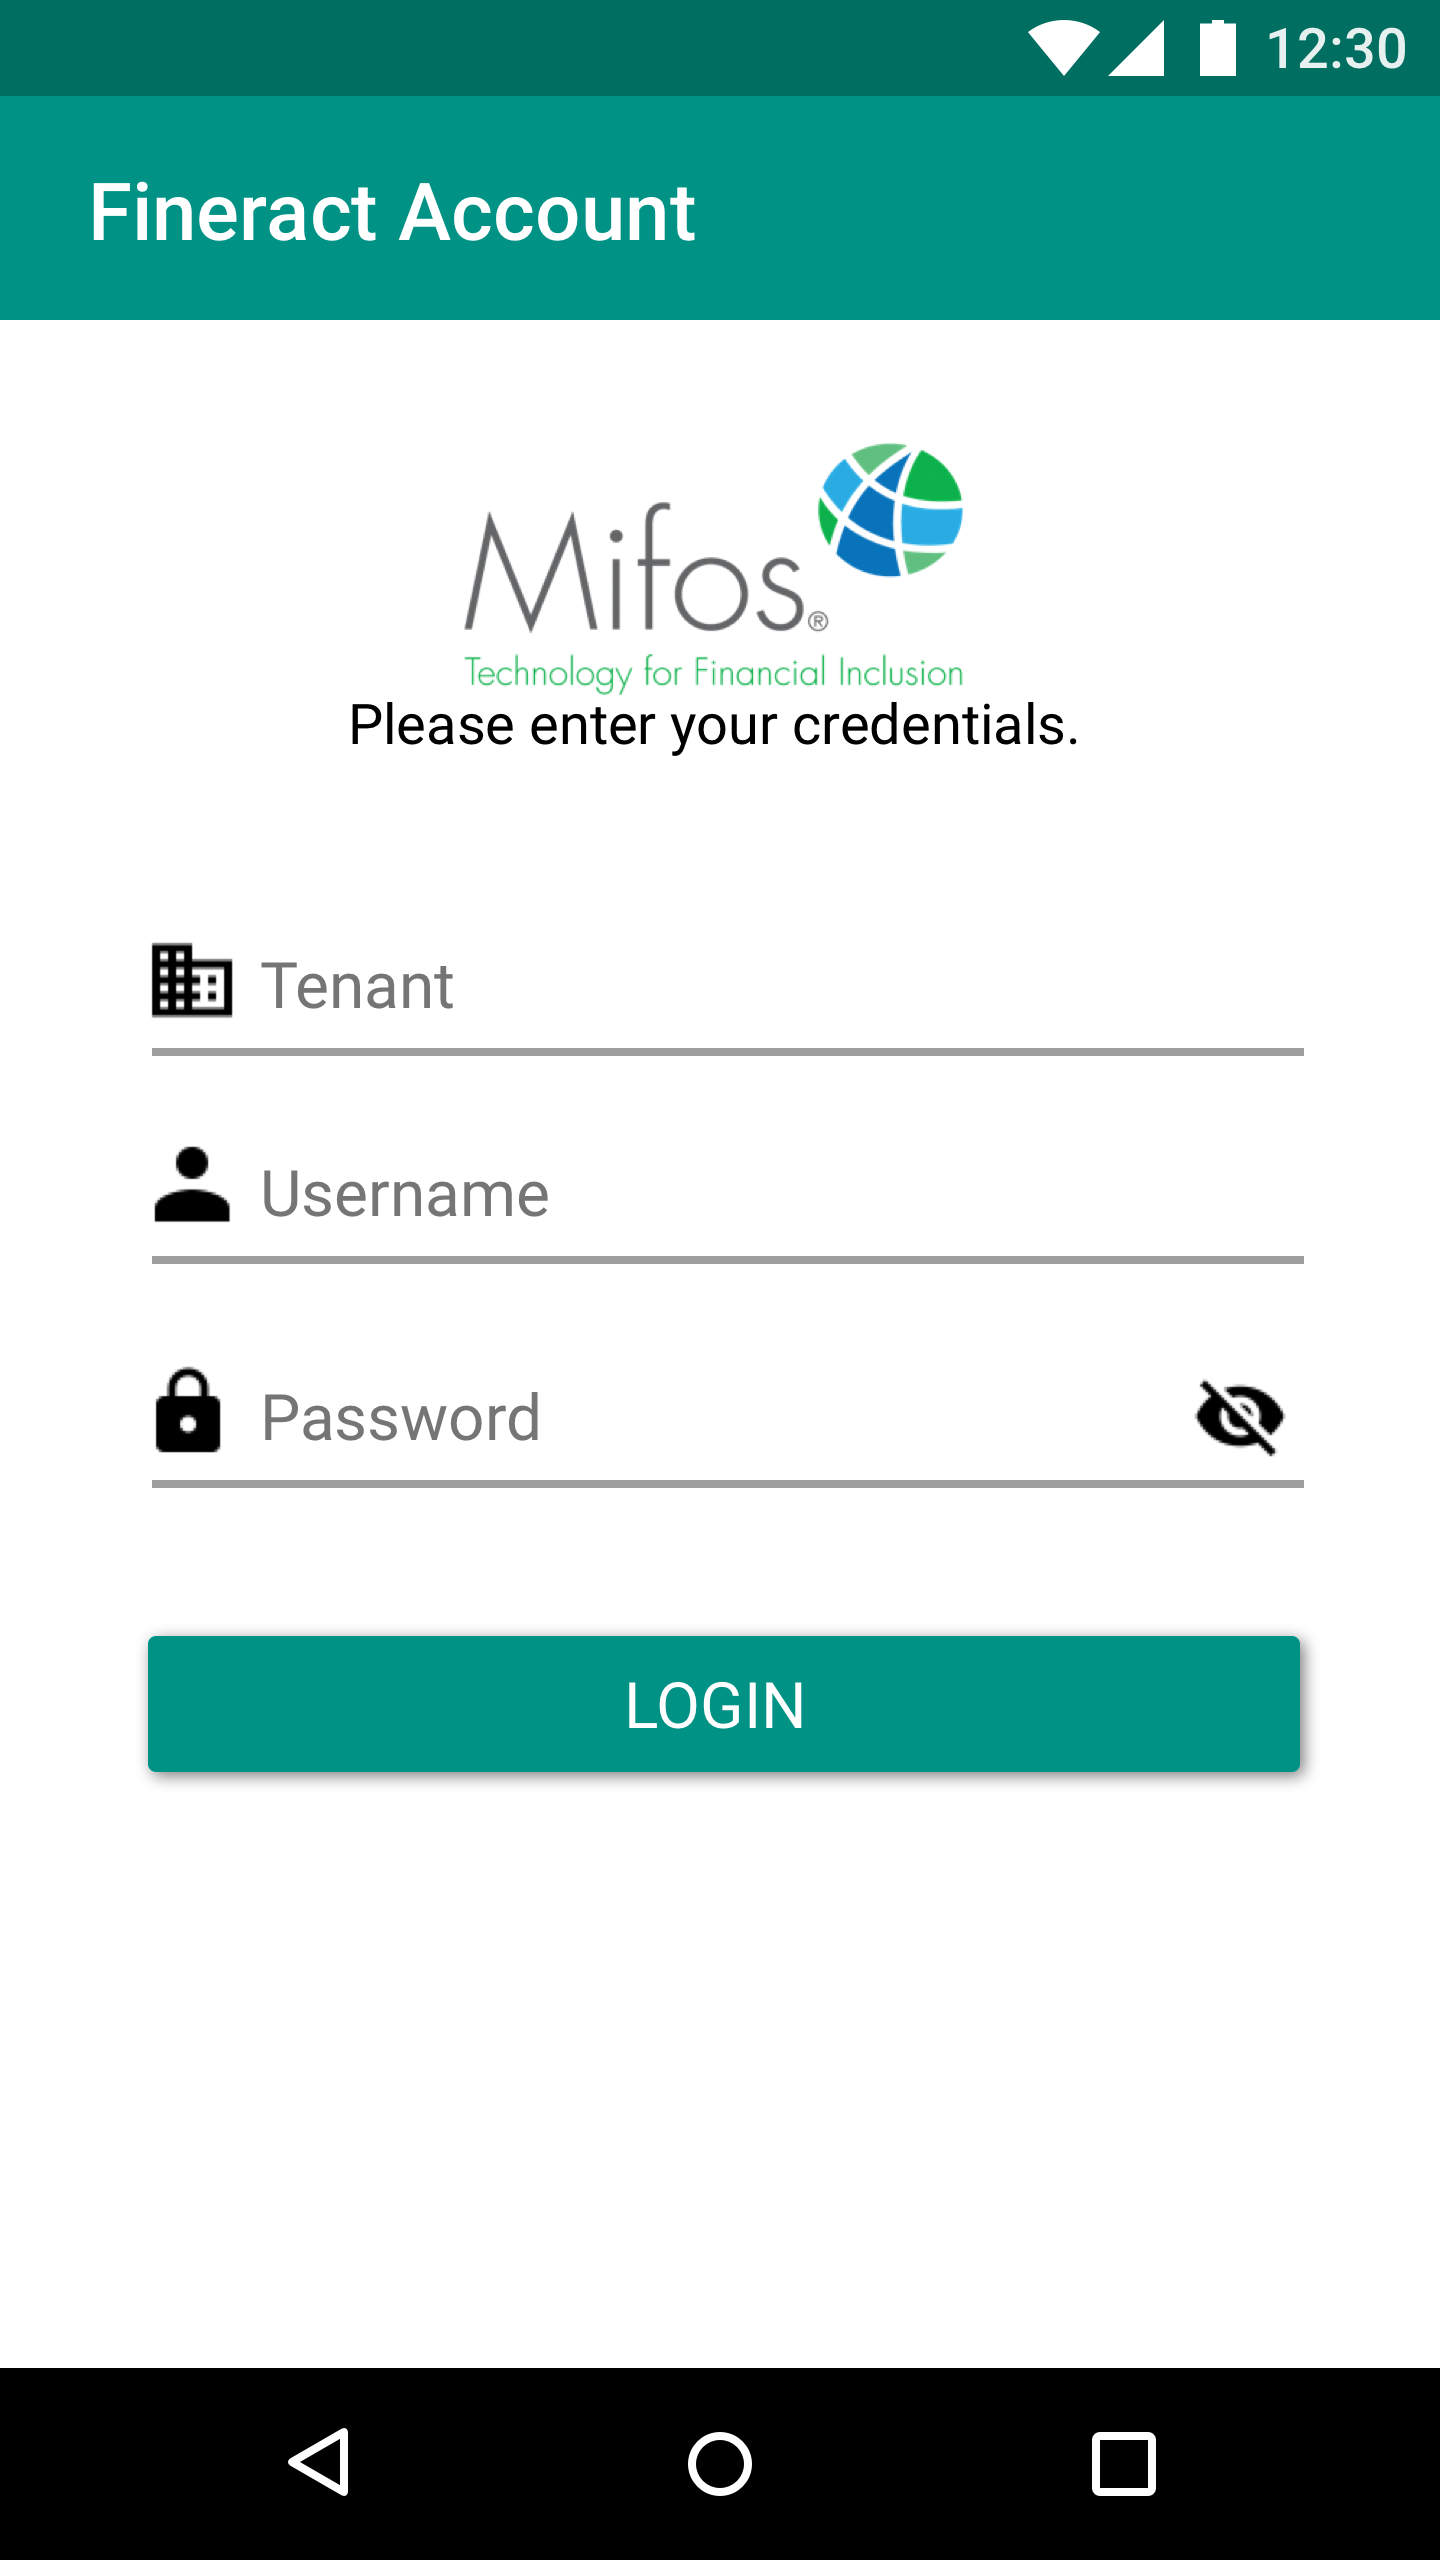 12:30
Fineract Account
Mifos®
Technology for Financial Inclusion
Please enter your credentials.
Tenant
Username
Password
LOGIN